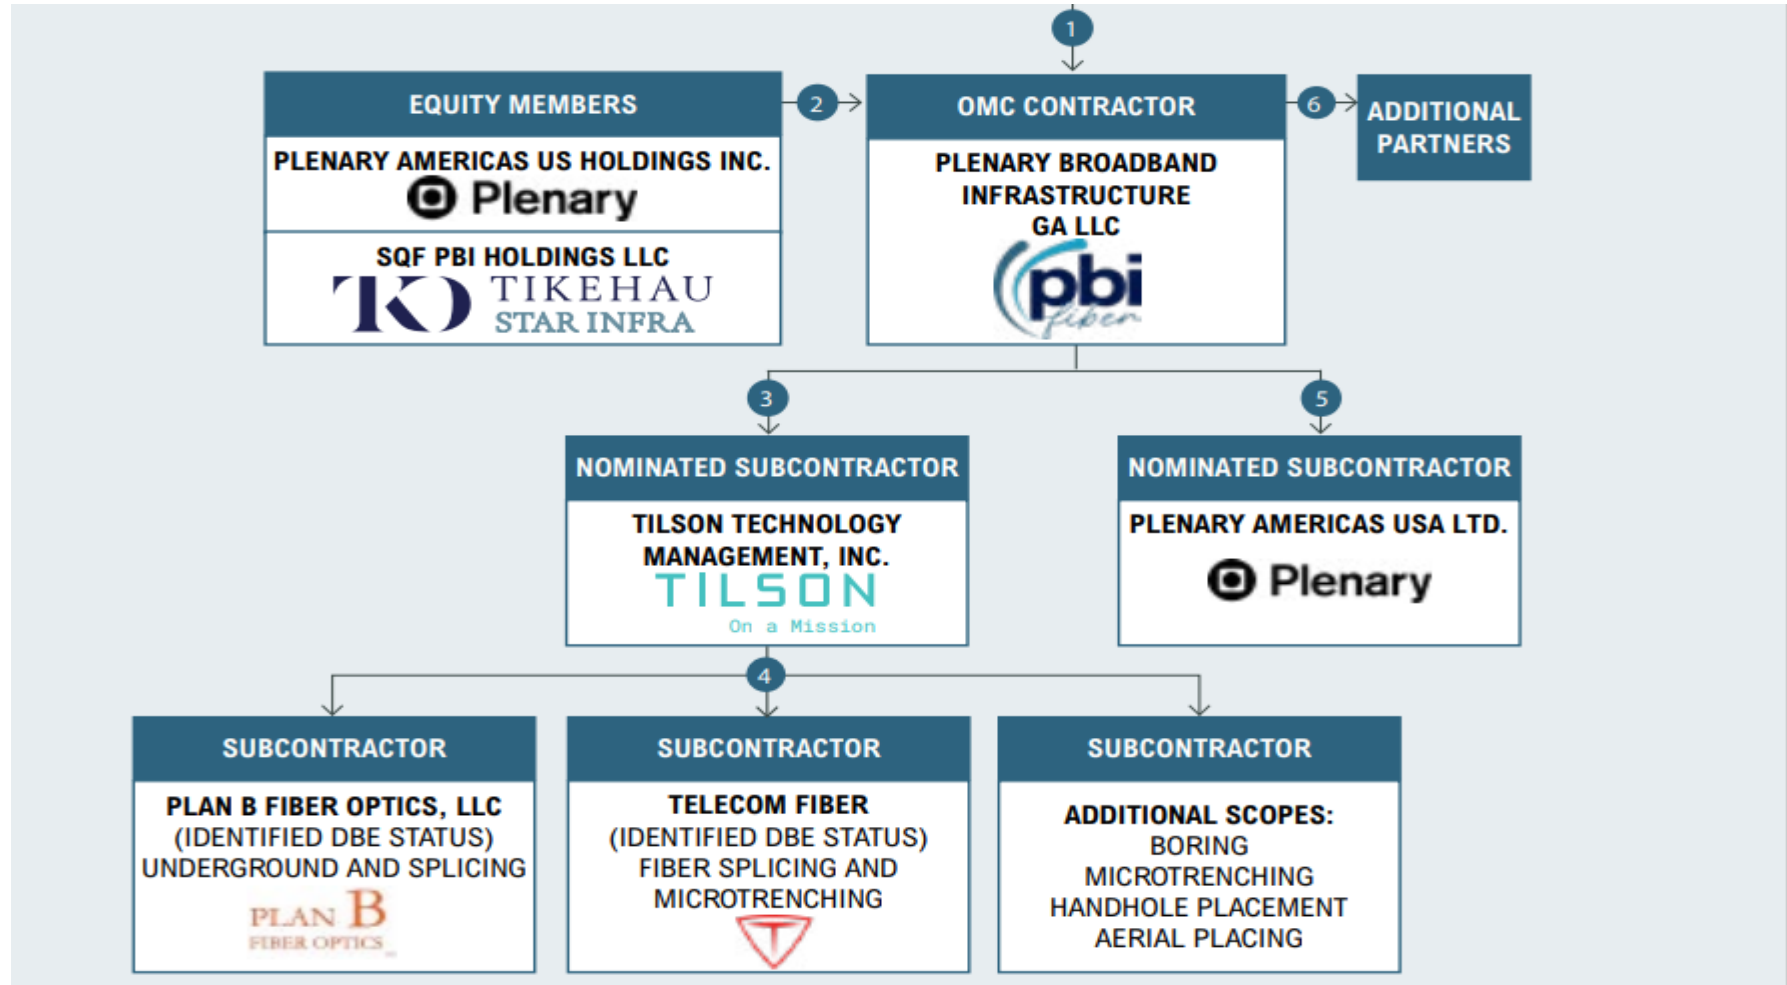 1
EQUITY MEMBERS
PLENARY AMERICAS US HOLDINGS INC.
Plenary
SQF PBI HOLDINGS LLC
TIKEHAU
STAR INFRA
2
OMC CONTRACTOR
PLENARY BROADBAND
INFRASTRUCTURE
GA LLC
pbi
fiber
6
ADDITIONAL
PARTNERS
3
5
NOMINATED SUBCONTRACTOR
TILSON TECHNOLOGY
MANAGEMENT, INC.
TILSON
On a Mission
NOMINATED SUBCONTRACTOR
PLENARY AMERICAS USA LTD.
Plenary
4
SUBCONTRACTOR
PLAN B FIBER OPTICS, LLC
(IDENTIFIED DBE STATUS)
UNDERGROUND AND SPLICING
PLAN B
FIBER OPTICS
SUBCONTRACTOR
TELECOM FIBER
(IDENTIFIED DBE STATUS)
FIBER SPLICING AND
MICROTRENCHING
T
SUBCONTRACTOR
ADDITIONAL SCOPES:
BORING
MICROTRENCHING
HANDHOLE PLACEMENT
AERIAL PLACING